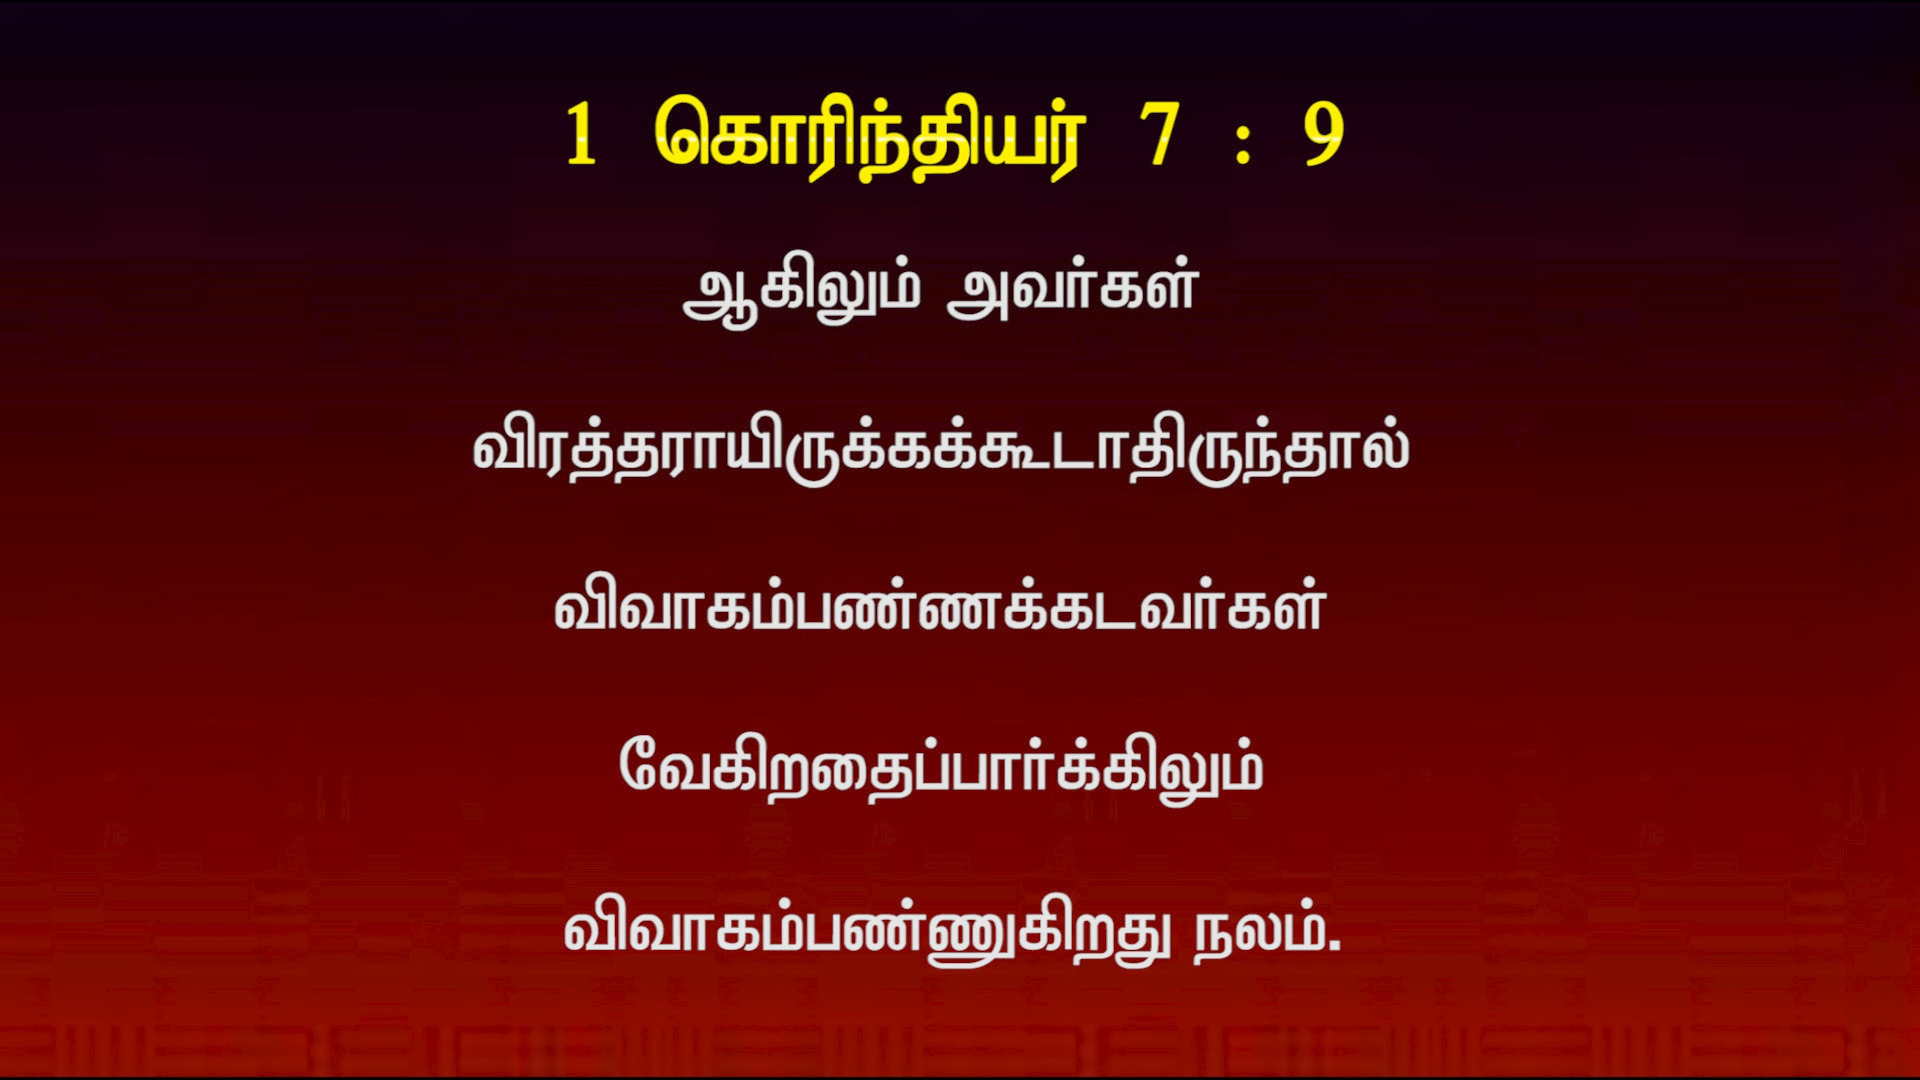 1 கொரிந்தியர் 7 : 9
ஆகிலும் அவர்கள்
விரத்தராயிருக்கக்கூடாதிருந்தால்
விவாகம்பண்ணக்கடவர்கள்
வேகிறதைப்பார்க்கிலும்
விவாகம்பண்ணுகிறது நலம்.